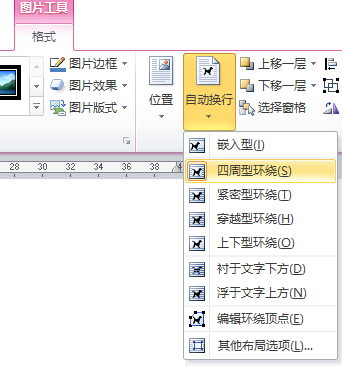 图片工具
格式
图片边框
图片效果
图片版式
位置
自动换行
上移一层
下移一层
选择窗格
28 30 32 34 36 38
嵌入型(I)
四周型环绕(S)
紧密型环绕(T)
穿越型环绕(H)
上下型环绕(O)
衬于文字下方(D)
浮于文字上方(N)
编辑环绕顶点(E)
其他布局选项(L)...